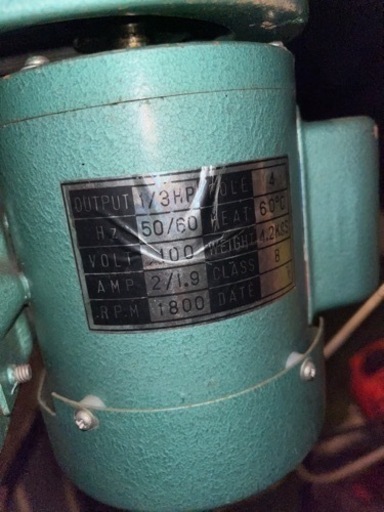 OUTPUT 1/3HP POLE 4
HZ 50/60 HEAT 60°C
VOLT 100 WEIGHT 4.2KGS
AMP 2/1.9 CLASS 8
R.P.M 1800 DATE